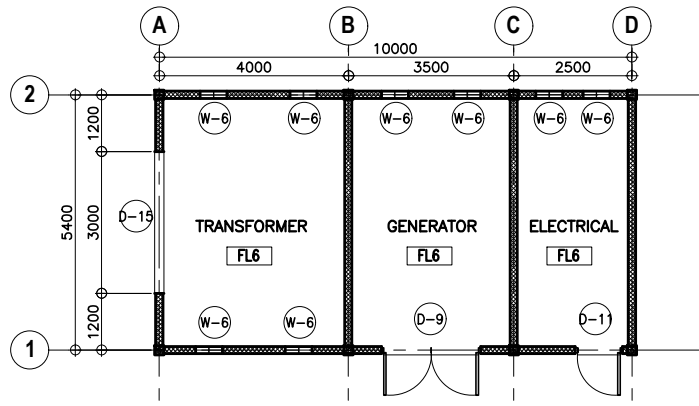 A B C D
10000
4000 3500 2500
2
1200
W-6 W-6 W-6 W-6 W-6 W-6
5400
3000
D-15
TRANSFORMER GENERATOR ELECTRICAL
FL6 FL6 FL6
1200
W-6 W-6 D-9 D-11
1